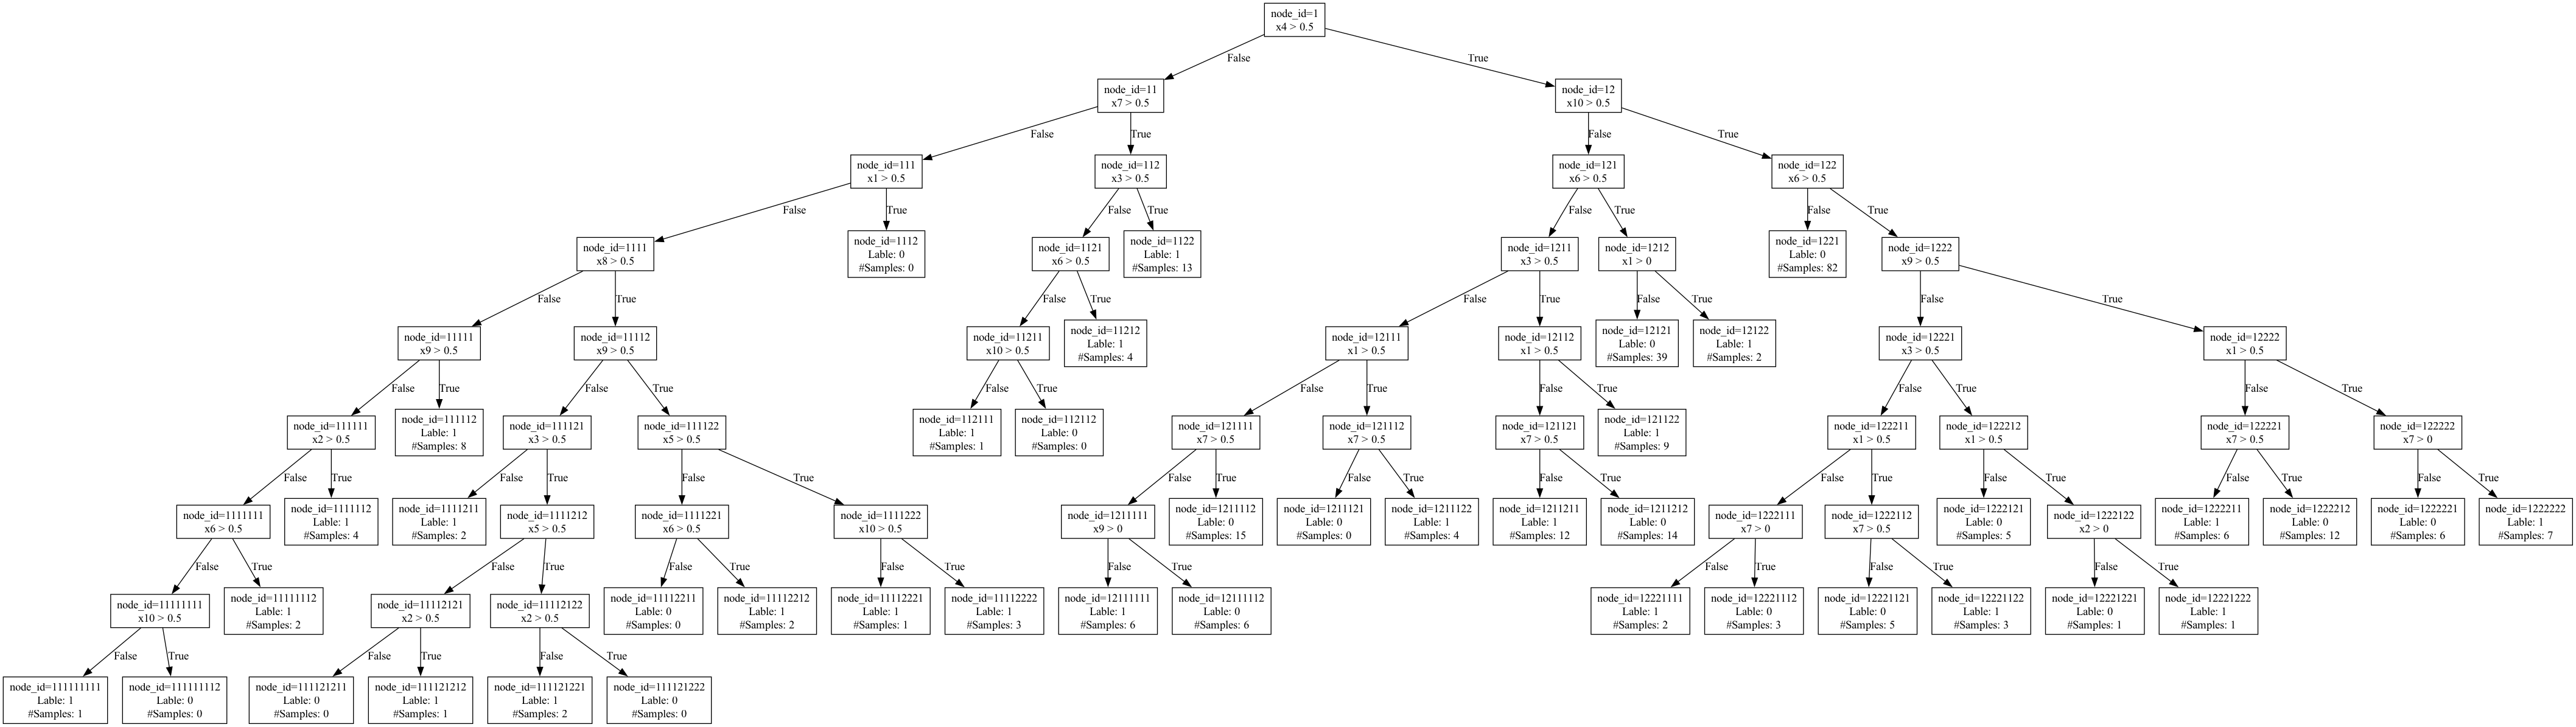 node_id=1
x4 > 0.5
False
True
node_id=11
x7 > 0.5
node_id=12
x10 > 0.5
False
True
False
True
node_id=111
x1 > 0.5
node_id=112
x3 > 0.5
node_id=121
x6 > 0.5
node_id=122
x6 > 0.5
False
True
False
True
False
True
False
True
node_id=1111
x8 > 0.5
node_id=1112
Lable: 0
#Samples: 0
node_id=1121
x6 > 0.5
node_id=1122
Lable: 1
#Samples: 13
node_id=1211
x3 > 0.5
node_id=1212
x1 > 0
node_id=1221
Lable: 0
#Samples: 82
node_id=1222
x9 > 0.5
False
True
False
True
False
True
False
True
False
True
node_id=11111
x9 > 0.5
node_id=11112
x9 > 0.5
node_id=11211
x10 > 0.5
node_id=11212
Lable: 1
#Samples: 4
node_id=12111
x1 > 0.5
node_id=12112
x1 > 0.5
node_id=12121
Lable: 0
#Samples: 39
node_id=12122
Lable: 1
#Samples: 2
node_id=12221
x3 > 0.5
node_id=12222
x1 > 0.5
False
True
False
True
False
True
False
True
False
True
False
True
False
True
node_id=111111
x2 > 0.5
node_id=111112
Lable: 1
#Samples: 8
node_id=111121
x3 > 0.5
node_id=111122
x5 > 0.5
node_id=112111
Lable: 1
#Samples: 1
node_id=112112
Lable: 0
#Samples: 0
node_id=121111
x7 > 0.5
node_id=121112
x7 > 0.5
node_id=121121
x7 > 0.5
node_id=121122
Lable: 1
#Samples: 9
node_id=122211
x1 > 0.5
node_id=122212
x1 > 0.5
node_id=122221
x7 > 0.5
node_id=122222
x7 > 0
False
True
False
True
False
True
False
True
False
True
False
True
False
True
False
True
False
True
False
True
node_id=1111111
x6 > 0.5
node_id=1111112
Lable: 1
#Samples: 4
node_id=1111211
Lable: 1
#Samples: 2
node_id=1111212
x5 > 0.5
node_id=1111221
x6 > 0.5
node_id=1111222
x10 > 0.5
node_id=1211111
x9 > 0
node_id=1211112
Lable: 0
#Samples: 15
node_id=1211121
Lable: 0
#Samples: 0
node_id=1211122
Lable: 1
#Samples: 4
node_id=1211211
Lable: 1
#Samples: 12
node_id=1211212
Lable: 0
#Samples: 14
node_id=1222111
x7 > 0
node_id=1222112
x7 > 0.5
node_id=1222121
Lable: 0
#Samples: 5
node_id=1222122
x2 > 0
node_id=1222211
Lable: 1
#Samples: 6
node_id=1222212
Lable: 0
#Samples: 12
node_id=1222221
Lable: 0
#Samples: 6
node_id=1222222
Lable: 1
#Samples: 7
False
True
False
True
False
True
False
True
False
True
False
True
False
True
False
True
node_id=11111111
x10 > 0.5
node_id=11111112
Lable: 1
#Samples: 2
node_id=11112121
x2 > 0.5
node_id=11112122
x2 > 0.5
node_id=11112211
Lable: 0
#Samples: 0
node_id=11112212
Lable: 1
#Samples: 2
node_id=11112221
Lable: 1
#Samples: 1
node_id=11112222
Lable: 1
#Samples: 3
node_id=12111111
Lable: 1
#Samples: 6
node_id=12111112
Lable: 0
#Samples: 6
node_id=12221111
Lable: 1
#Samples: 2
node_id=12221112
Lable: 0
#Samples: 3
node_id=12221121
Lable: 0
#Samples: 5
node_id=12221122
Lable: 1
#Samples: 3
node_id=12221221
Lable: 0
#Samples: 1
node_id=12221222
Lable: 1
#Samples: 1
False
True
False
True
False
True
node_id=111111111
Lable: 1
#Samples: 1
node_id=111111112
Lable: 0
#Samples: 0
node_id=111121211
Lable: 0
#Samples: 0
node_id=111121212
Lable: 1
#Samples: 1
node_id=111121221
Lable: 1
#Samples: 2
node_id=111121222
Lable: 0
#Samples: 0